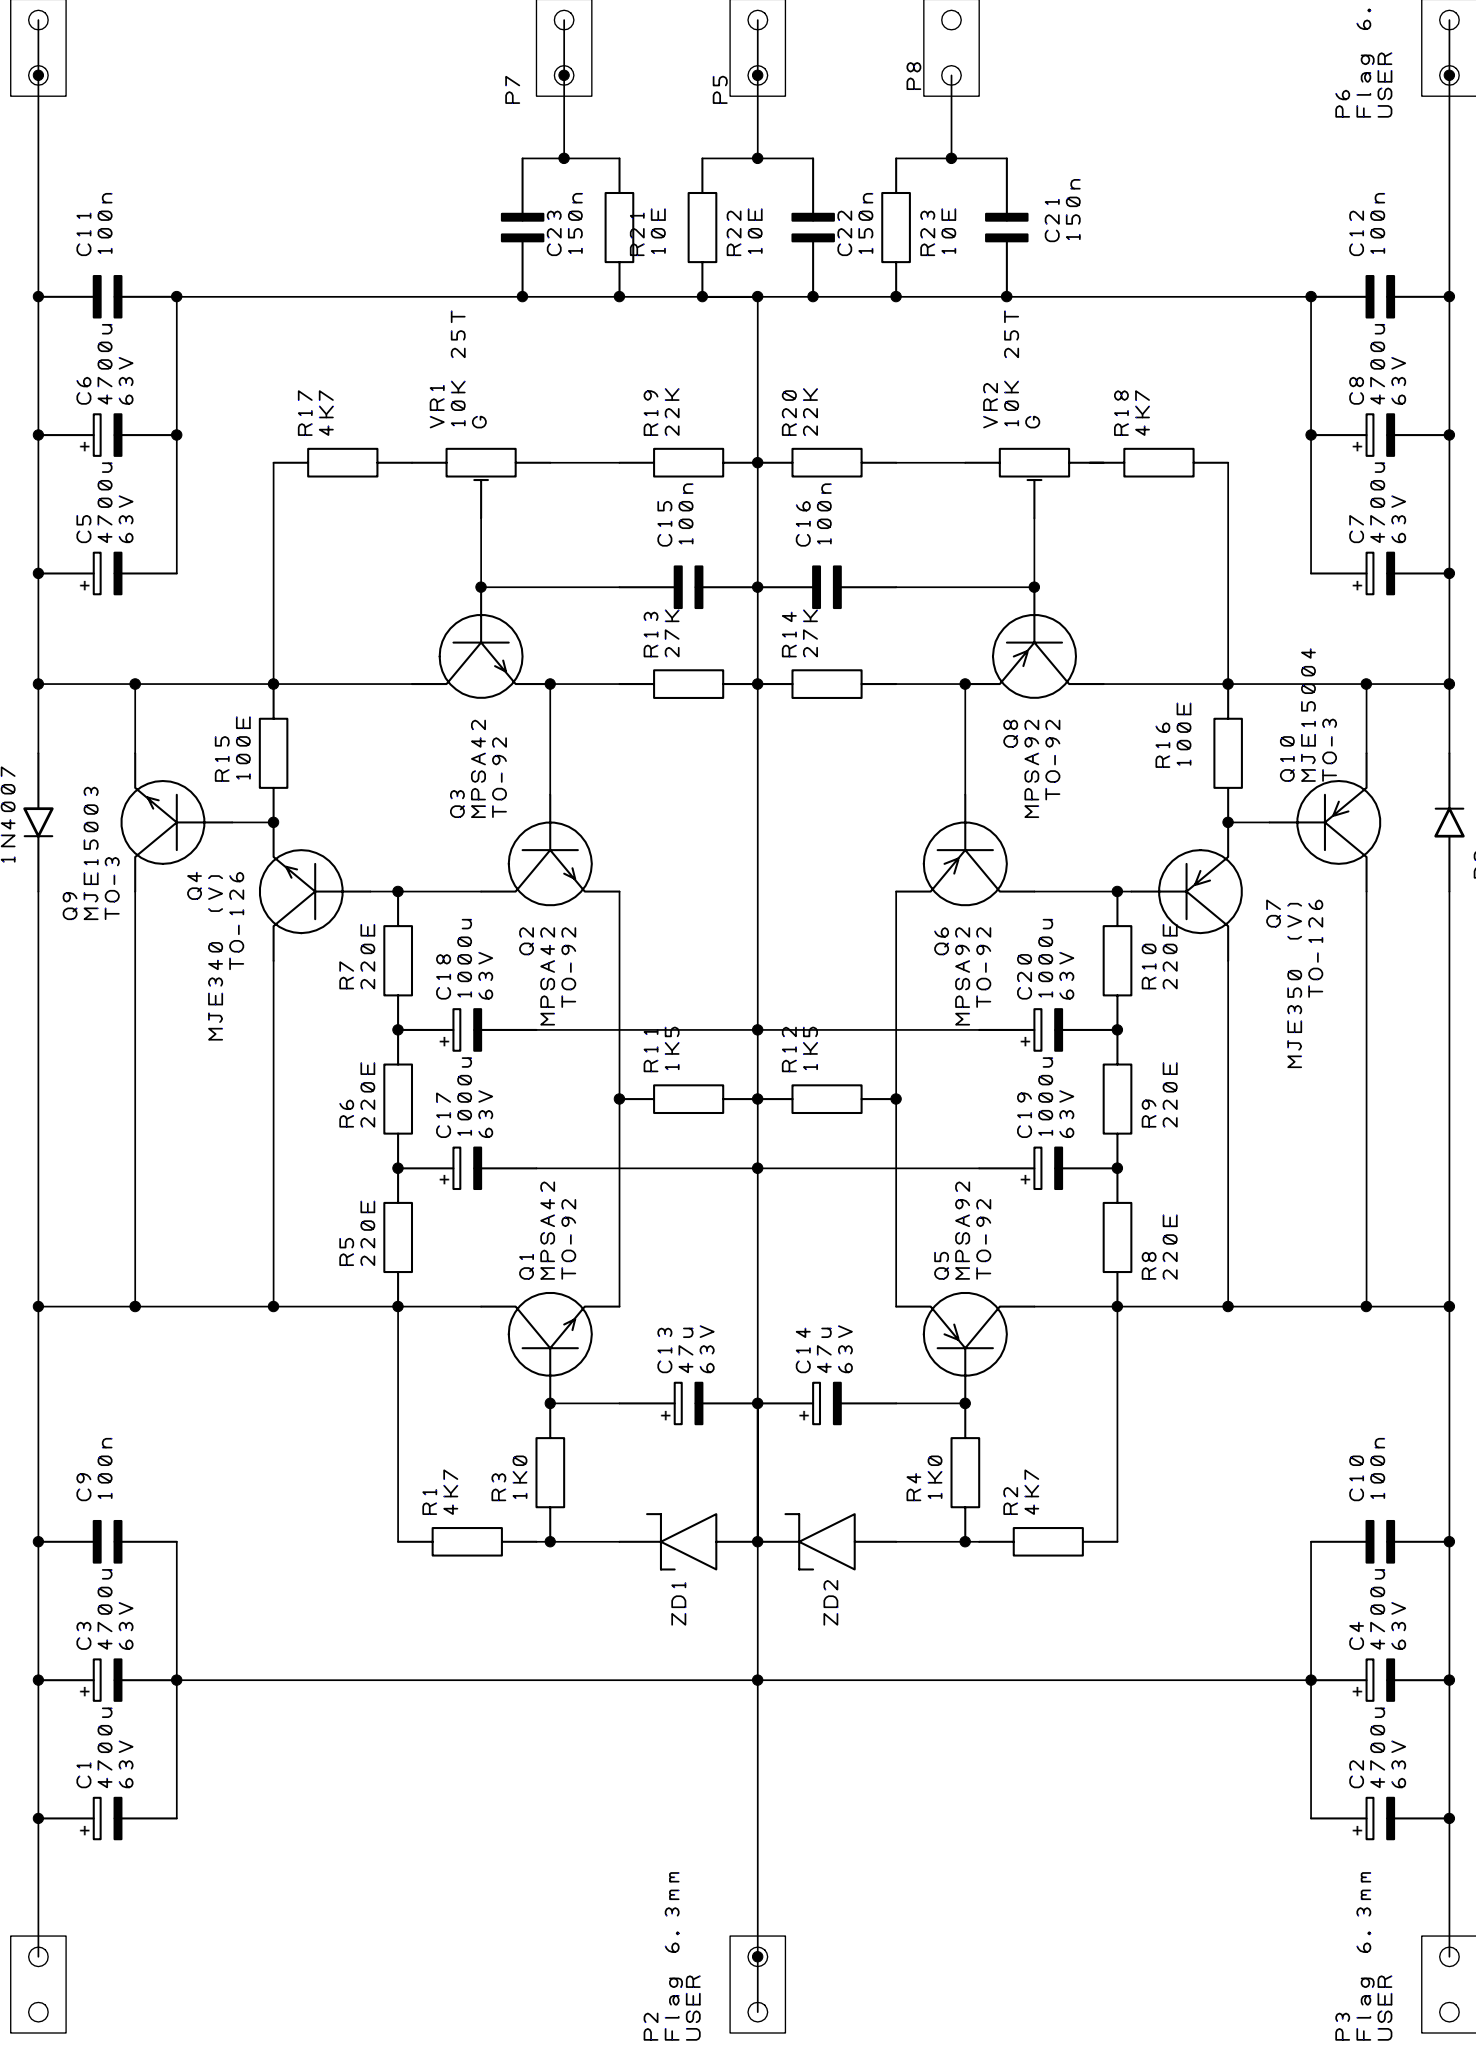 P7
P5
P8
P6
Flag 6.
USER
C11
100n
C23
150n
R21
10E
R22
10E
C22
150n
R23
10E
C21
150n
C12
100n
C6
4700u
63V
C5
4700u
63V
R17
4K7
VR1
10K 25T
G
R19
22K
R20
22K
VR2
10K 25T
G
R18
4K7
C8
4700u
63V
C7
4700u
63V
C15
100n
C16
100n
R13
27K
R14
27K
1N4007
Q9
MJE15003
TO-3
R15
100E
Q4
MJE340 (V)
TO-126
Q3
MPSA42
TO-92
Q8
MPSA92
TO-92
R16
100E
Q10
MJE15004
TO-3
Q7
MJE350 (V)
TO-126
R7
220E
C18
1000u
63V
Q2
MPSA42
TO-92
Q6
MPSA92
TO-92
C20
1000u
63V
R10
220E
R6
220E
C17
1000u
63V
R11
1K5
R12
1K5
C19
1000u
63V
R9
220E
R5
220E
Q1
MPSA42
TO-92
Q5
MPSA92
TO-92
R8
220E
C13
47u
63V
C14
47u
63V
C9
100n
R1
4K7
R3
1K0
R4
1K0
R2
4K7
C10
100n
ZD1
ZD2
C3
4700u
63V
C1
4700u
63V
C4
4700u
63V
C2
4700u
63V
P2
Flag 6.3mm
USER
P3
Flag 6.3mm
USER